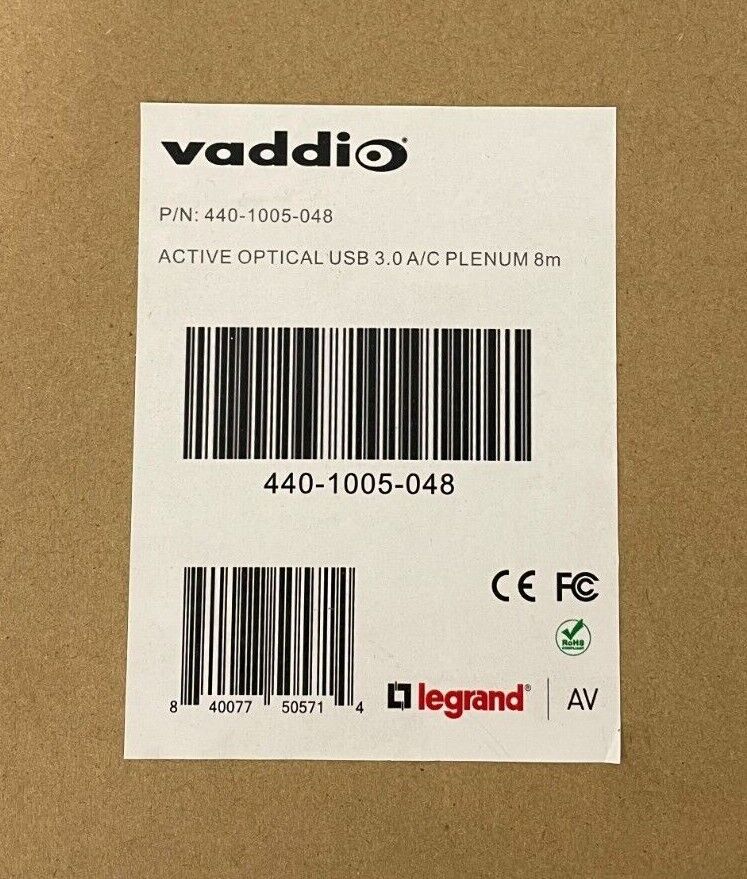 vaddio
P/N: 440-1005-048
ACTIVE OPTICAL USB 3.0 A/C PLENUM 8m
440-1005-048
CE FC
RoHS
COMPLIANT
8 40077 50571 4
legrand® | AV